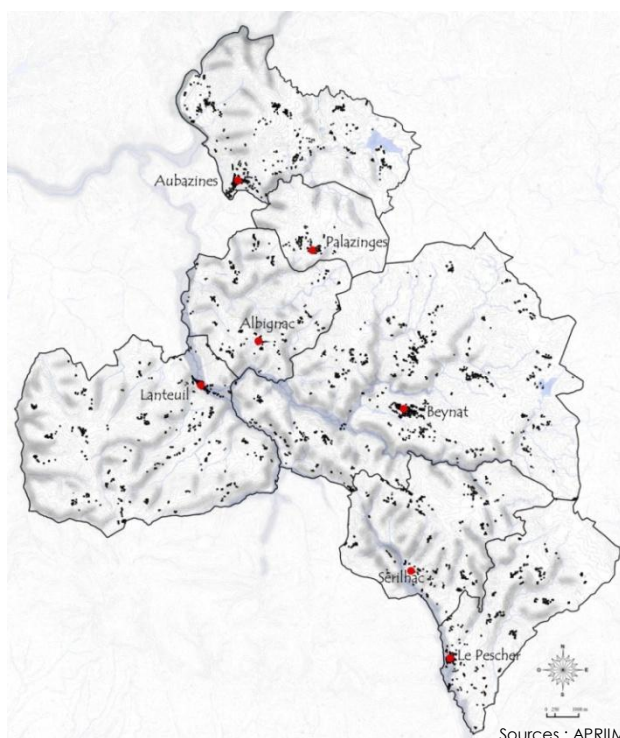 Aubazines
Palazinges
Albignac
Lanteuil
Beynat
Sérilhac
Le Pescher
N
O
E
S
Sources : APRIIM